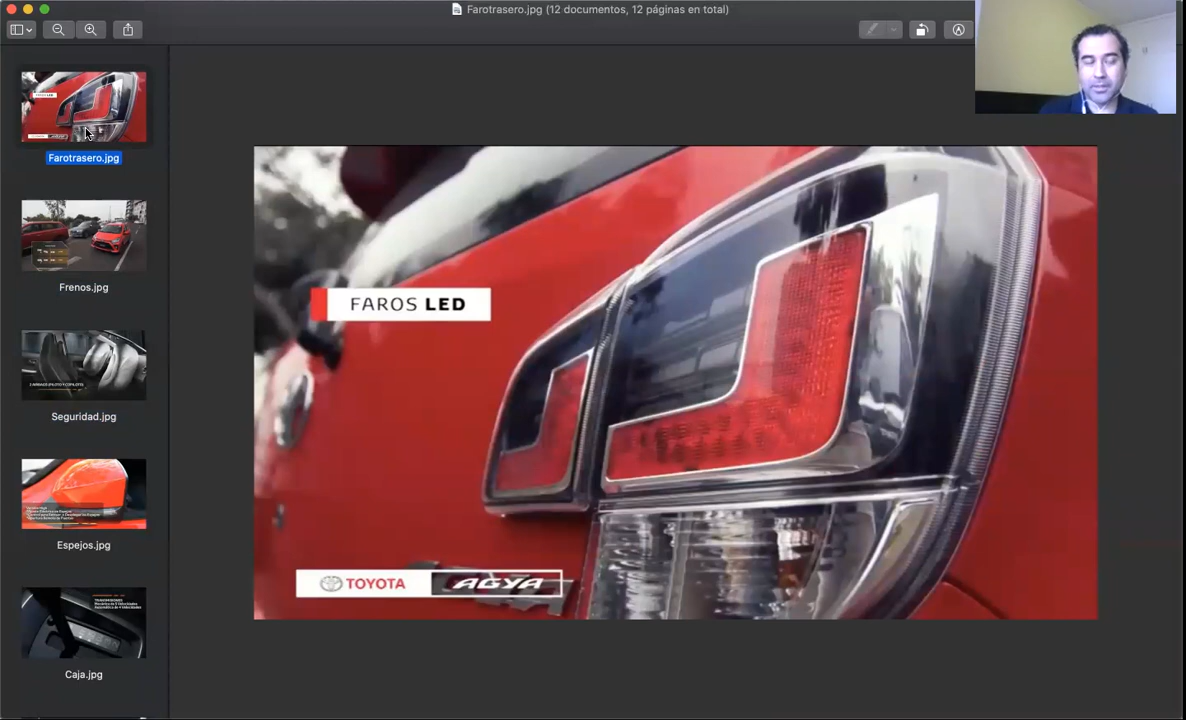 Farotrasero.jpg (12 documentos, 12 páginas en total)
Farotrasero.jpg
Frenos.jpg
Seguridad.jpg
Espejos.jpg
Caja.jpg
FAROS LED
TOYOTA
AGYA